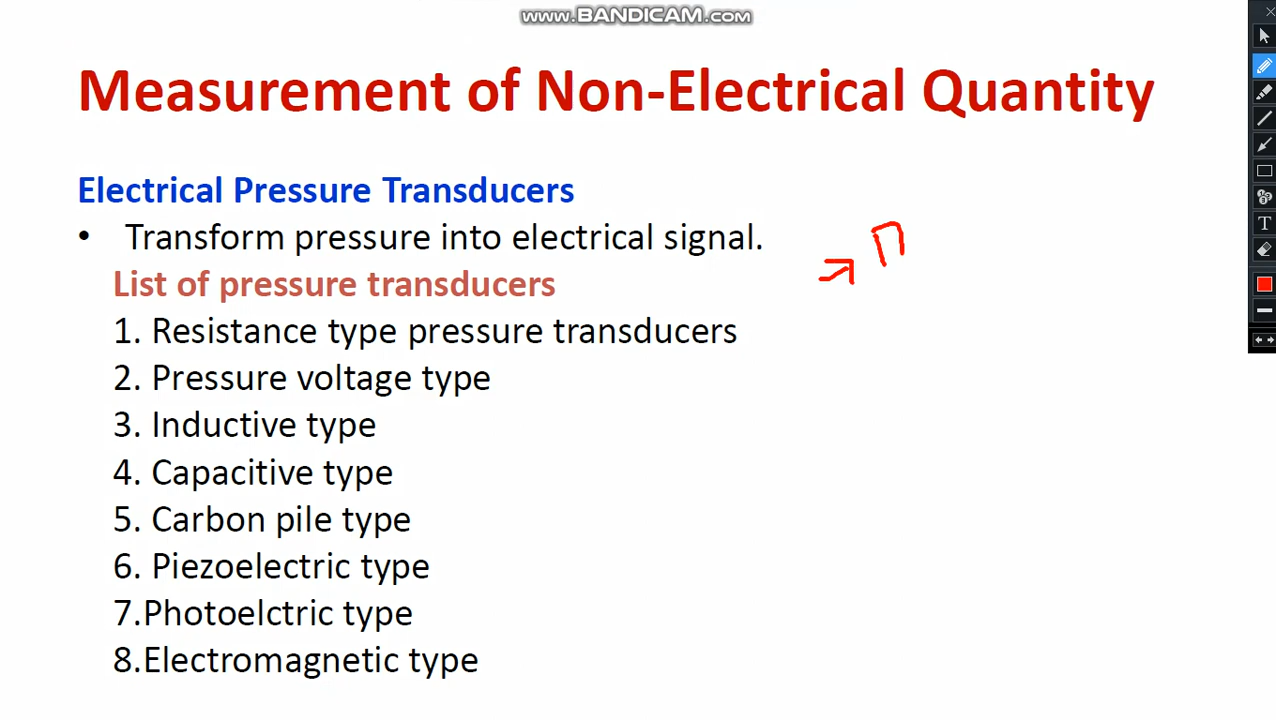 www.BANDICAM.com
Measurement of Non-Electrical Quantity
Electrical Pressure Transducers
• Transform pressure into electrical signal.
List of pressure transducers
1. Resistance type pressure transducers
2. Pressure voltage type
3. Inductive type
4. Capacitive type
5. Carbon pile type
6. Piezoelectric type
7.Photoelctric type
8.Electromagnetic type